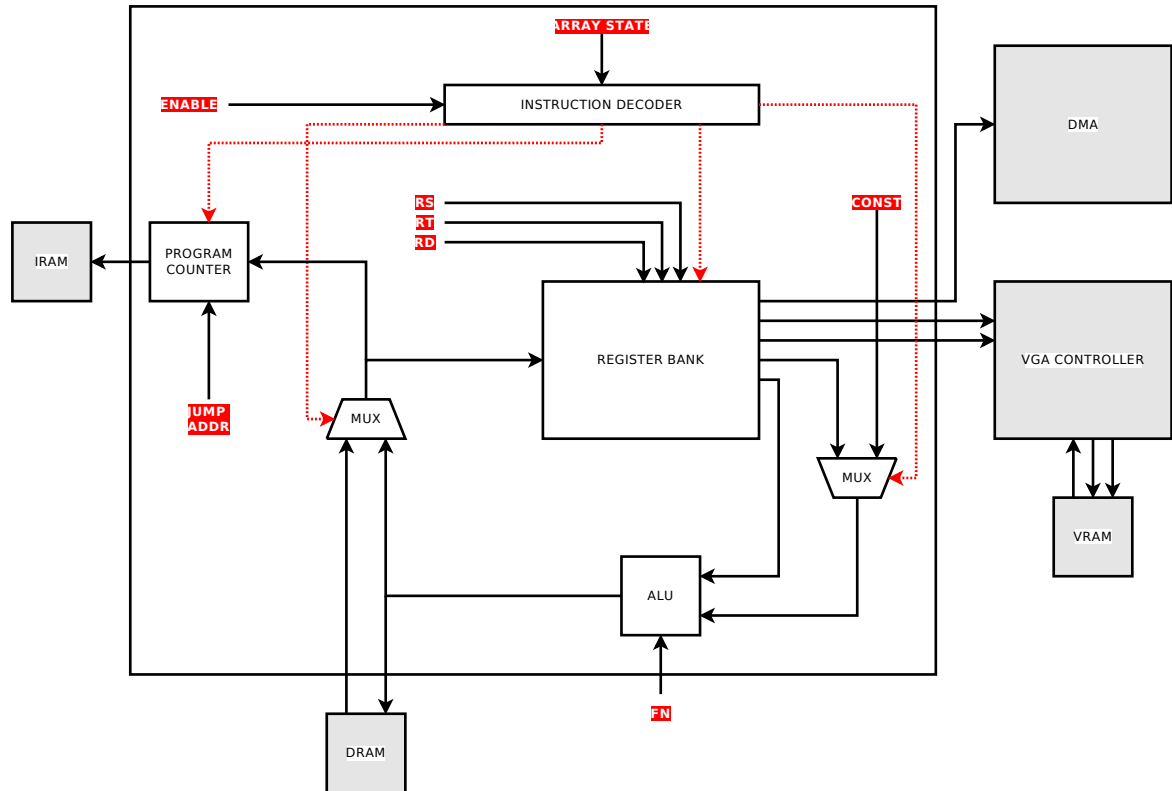 ARRAY STATE
INSTRUCTION DECODER
ENABLE
DMA
RS
RT
RD
CONST
IRAM
PROGRAM
COUNTER
REGISTER BANK
VGA CONTROLLER
JUMP
ADDR
MUX
MUX
VRAM
ALU
FN
DRAM